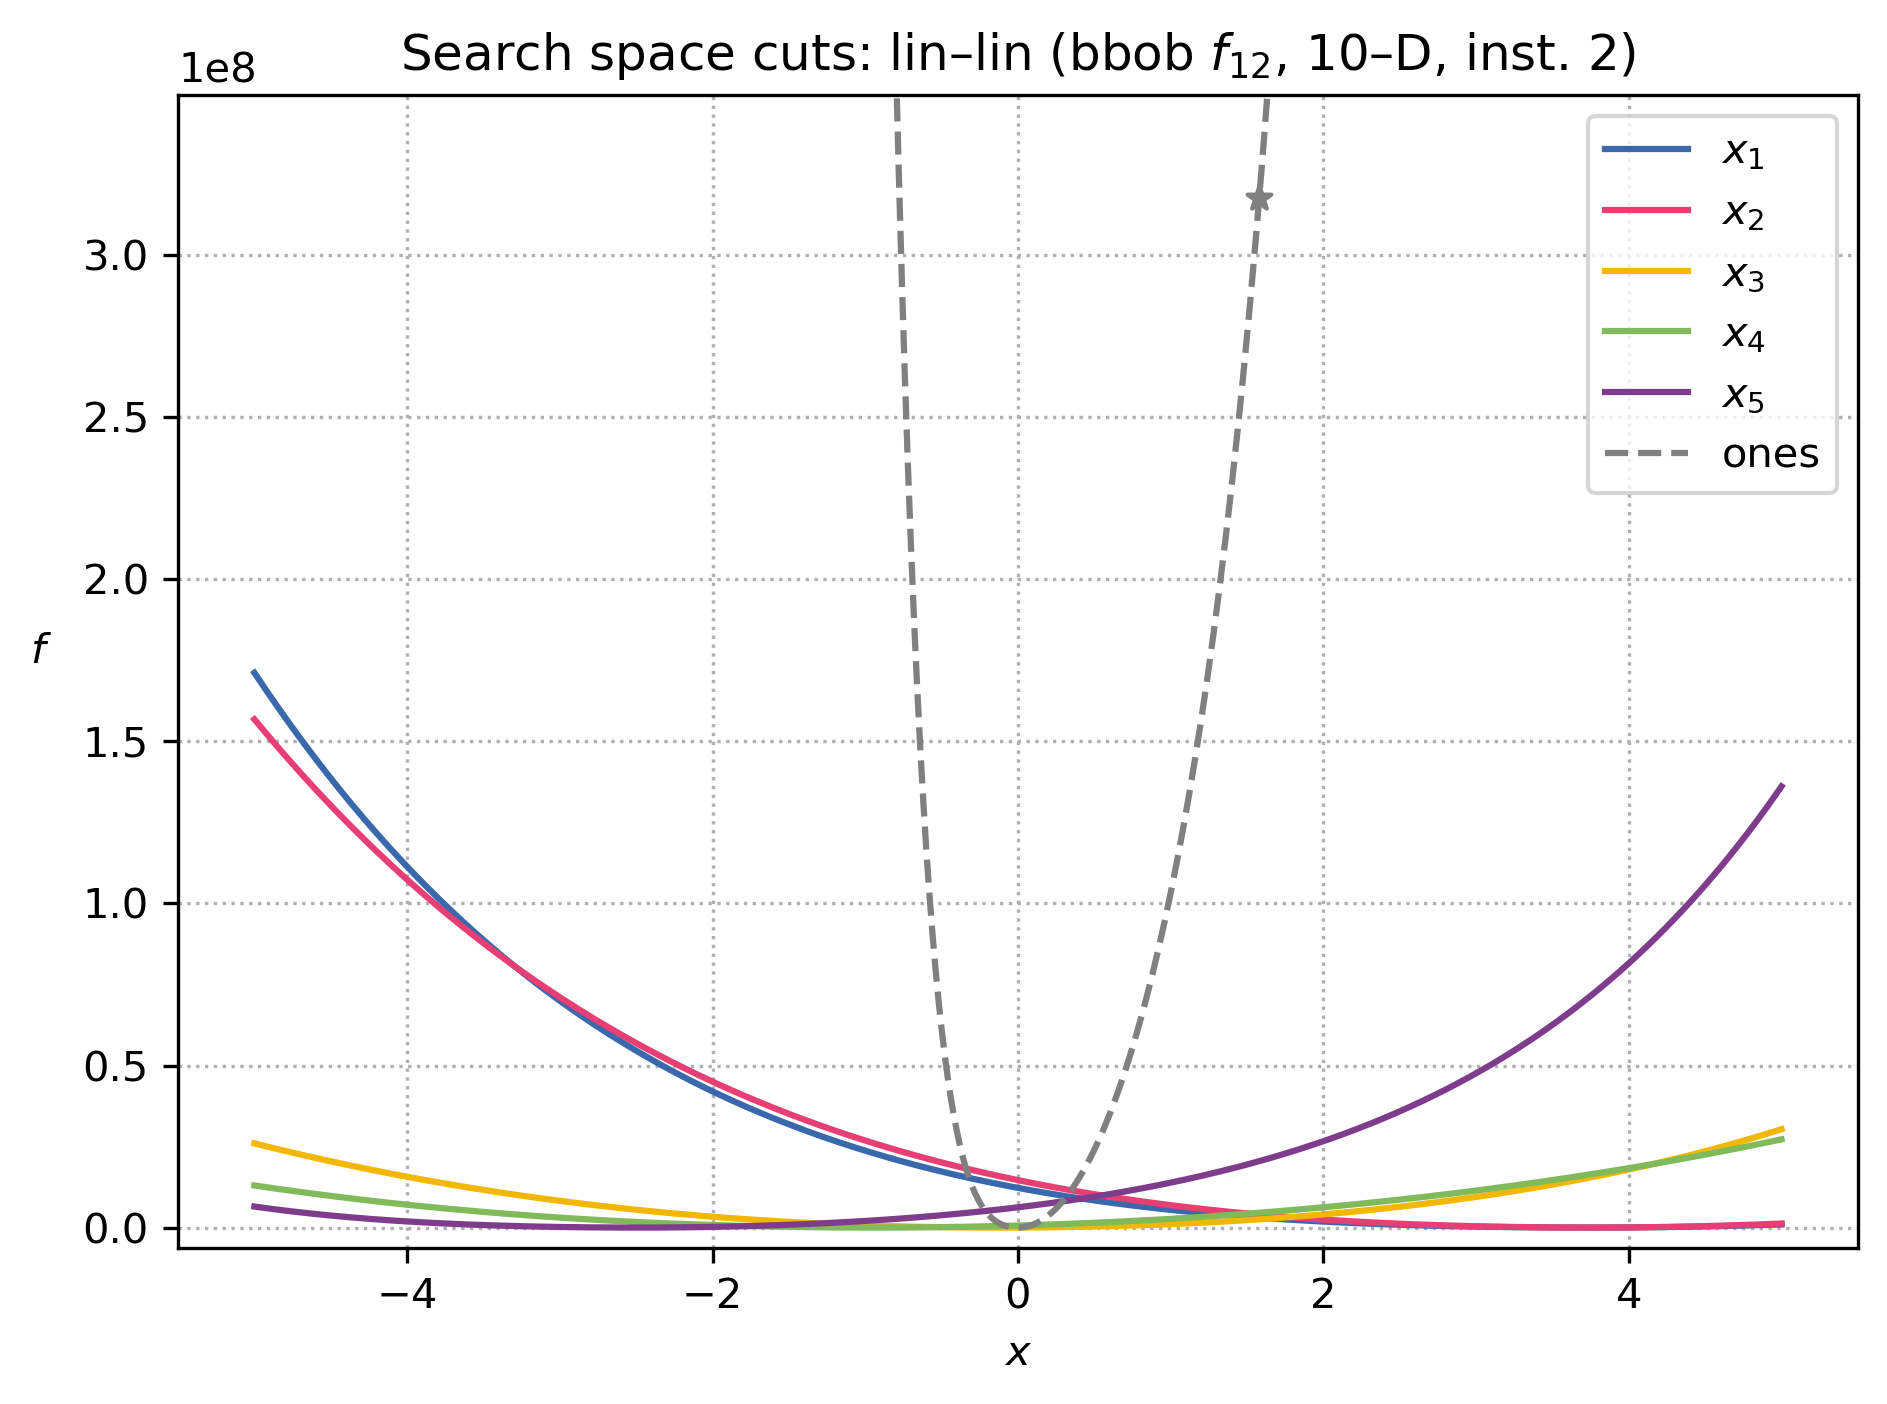 Search space cuts: lin–lin (bbob f12, 10–D, inst. 2)
1e8
x1
x2
x3
x4
x5
ones
3.0
2.5
2.0
1.5
1.0
0.5
0.0
f
−4 −2 0 2 4
x